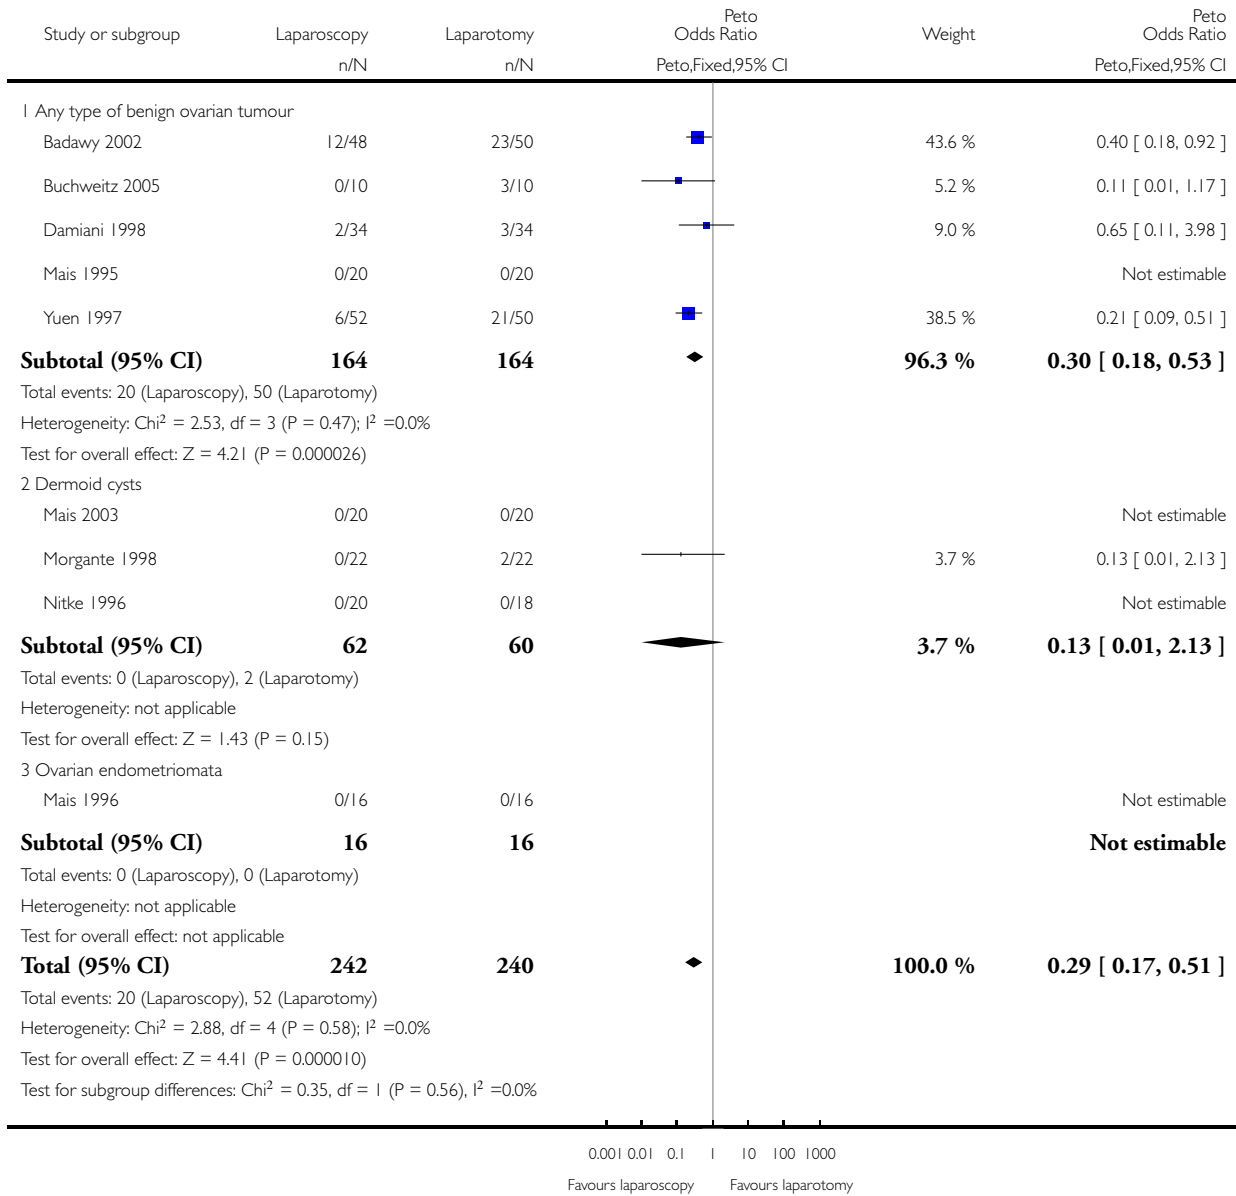 Study or subgroup Laparoscopy Laparotomy Peto Odds Ratio Weight Peto Odds Ratio
n/N n/N Peto,Fixed,95% CI Peto,Fixed,95% CI
1 Any type of benign ovarian tumour
Badawy 2002 12/48 23/50 43.6 % 0.40 [ 0.18, 0.92 ]
Buchweitz 2005 0/10 3/10 5.2 % 0.11 [ 0.01, 1.17 ]
Damiani 1998 2/34 3/34 9.0 % 0.65 [ 0.11, 3.98 ]
Mais 1995 0/20 0/20 Not estimable
Yuen 1997 6/52 21/50 38.5 % 0.21 [ 0.09, 0.51 ]
Subtotal (95% CI) 164 164 96.3 % 0.30 [ 0.18, 0.53 ]
Total events: 20 (Laparoscopy), 50 (Laparotomy)
Heterogeneity: Chi² = 2.53, df = 3 (P = 0.47); I² =0.0%
Test for overall effect: Z = 4.21 (P = 0.000026)
2 Dermoid cysts
Mais 2003 0/20 0/20 Not estimable
Morgante 1998 0/22 2/22 3.7 % 0.13 [ 0.01, 2.13 ]
Nitke 1996 0/20 0/18 Not estimable
Subtotal (95% CI) 62 60 3.7 % 0.13 [ 0.01, 2.13 ]
Total events: 0 (Laparoscopy), 2 (Laparotomy)
Heterogeneity: not applicable
Test for overall effect: Z = 1.43 (P = 0.15)
3 Ovarian endometriomata
Mais 1996 0/16 0/16 Not estimable
Subtotal (95% CI) 16 16 Not estimable
Total events: 0 (Laparoscopy), 0 (Laparotomy)
Heterogeneity: not applicable
Test for overall effect: not applicable
Total (95% CI) 242 240 100.0 % 0.29 [ 0.17, 0.51 ]
Total events: 20 (Laparoscopy), 52 (Laparotomy)
Heterogeneity: Chi² = 2.88, df = 4 (P = 0.58); I² =0.0%
Test for overall effect: Z = 4.41 (P = 0.000010)
Test for subgroup differences: Chi² = 0.35, df = 1 (P = 0.56), I² =0.0%
0.001 0.01 0.1 1 10 100 1000
Favours laparoscopy Favours laparotomy